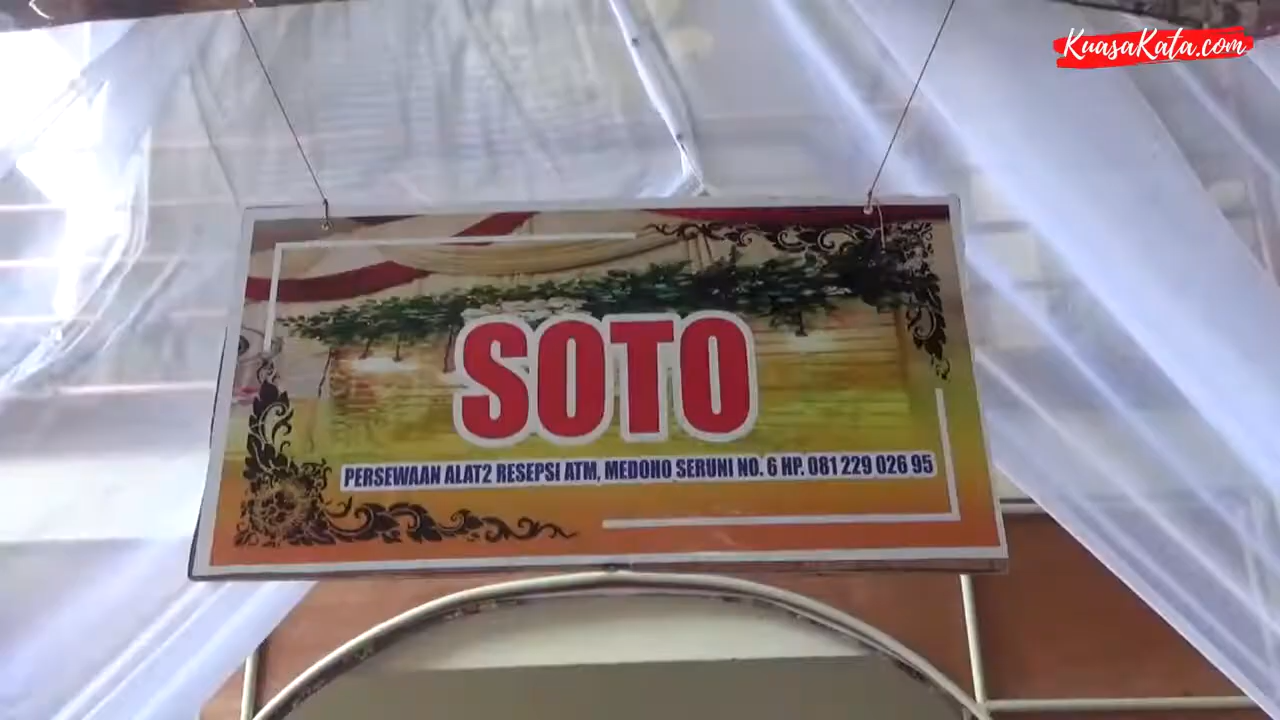 KuasaKata.com
SOTO
PERSEWAAN ALAT2 RESEPSI ATM, MEDOHO SERUNI NO. 6 HP. 081 229 026 95